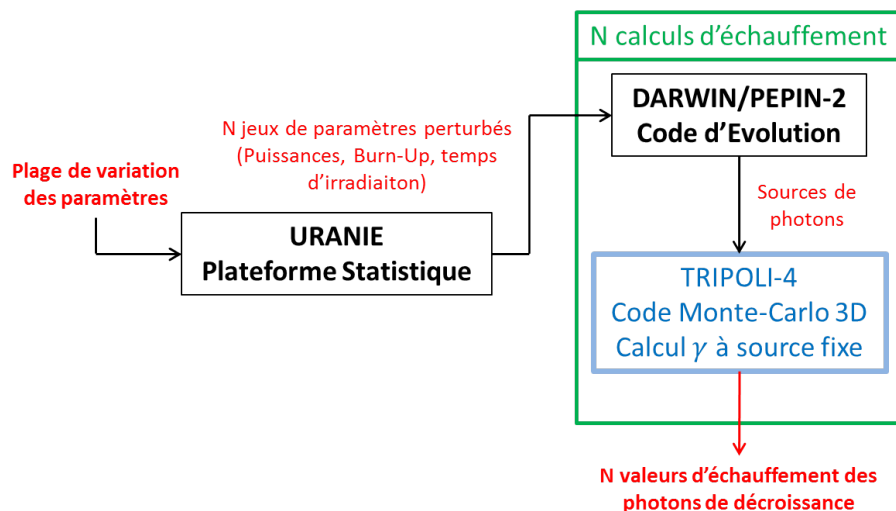 Plage de variation
des paramètres
URANIE
Plateforme Statistique
N jeux de paramètres perturbés
(Puissances, Burn-Up, temps
d’irradiaiton)
N calculs d’échauffement
DARWIN/PEPIN-2
Code d’Evolution
Sources de
photons
TRIPOLI-4
Code Monte-Carlo 3D
Calcul γ à source fixe
N valeurs d’échauffement des
photons de décroissance